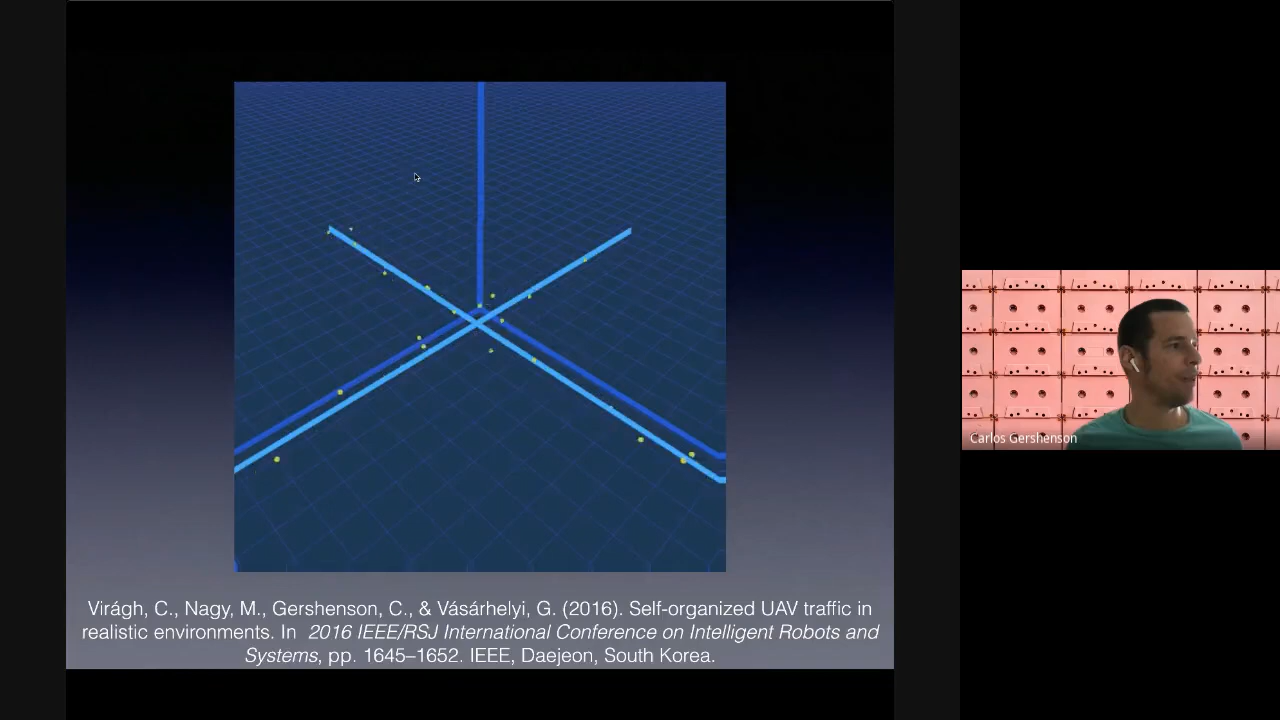 Virágh, C., Nagy, M., Gershenson, C., & Vásárhelyi, G. (2016). Self-organized UAV traffic in
realistic environments. In 2016 IEEE/RSJ International Conference on Intelligent Robots and
Systems, pp. 1645–1652. IEEE, Daejeon, South Korea.
Carlos Gershenson